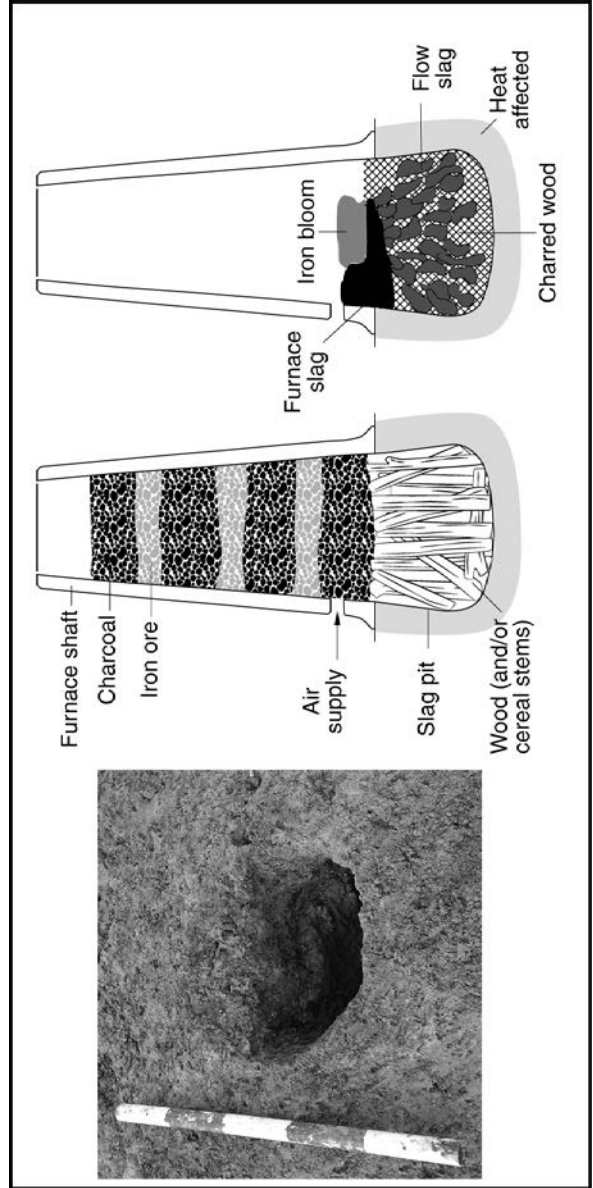 Furnace shaft
Charcoal
Iron ore
Air
supply
Slag pit
Wood (and/or
cereal stems)
Furnace
slag
Iron bloom
Flow
slag
Heat
affected
Charred wood